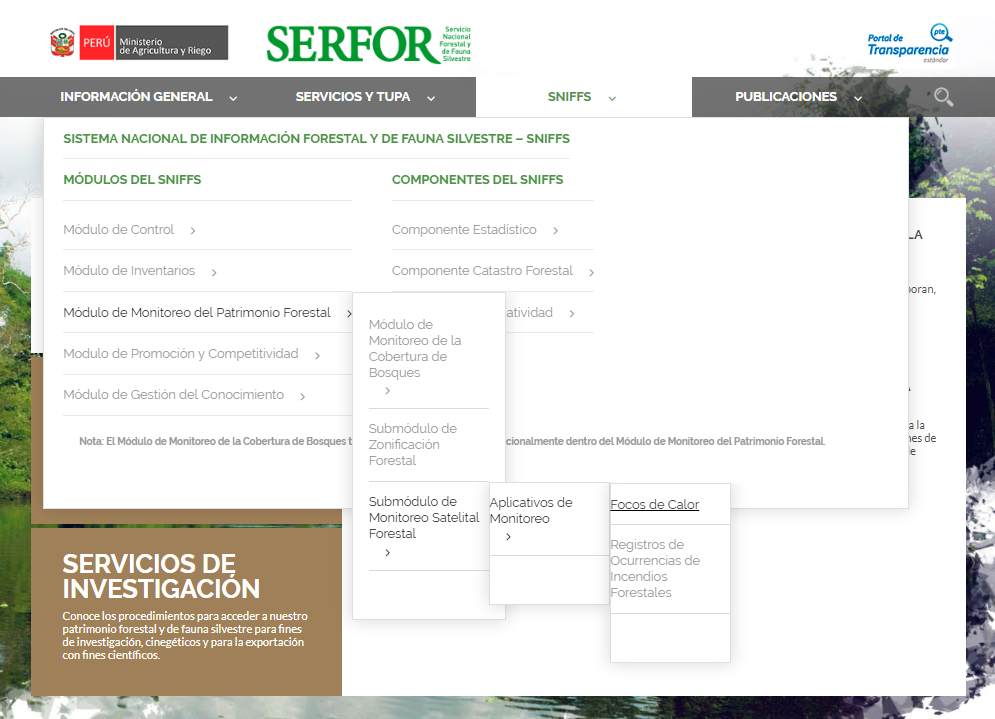 PERÚ
Ministerio
de Agricultura y Riego
SERFOR
Servicio
Nacional
Forestal y
de Fauna
Silvestre
Portal de
Transparencia
estándar
pte
INFORMACIÓN GENERAL
SERVICIOS Y TUPA
SNIFFS
PUBLICACIONES
SISTEMA NACIONAL DE INFORMACIÓN FORESTAL Y DE FAUNA SILVESTRE – SNIFFS
MÓDULOS DEL SNIFFS
COMPONENTES DEL SNIFFS
Módulo de Control
Componente Estadístico
Módulo de Inventarios
Componente Catastro Forestal
Módulo de Monitoreo del Patrimonio Forestal
atividad
Modulo de Promoción y Competitividad
Módulo de Gestión del Conocimiento
Nota: El Módulo de Monitoreo de la Cobertura de Bosques t
cionalmente dentro del Módulo de Monitoreo del Patrimonio Forestal.
Módulo de
Monitoreo de la
Cobertura de
Bosques
Submódulo de
Zonificación
Forestal
Submódulo de
Monitoreo Satelital
Forestal
Aplicativos de
Monitoreo
Focos de Calor
Registros de
Ocurrencias de
Incendios
Forestales
LA
poran,
a la
nes de
le
SERVICIOS DE
INVESTIGACIÓN
Conoce los procedimientos para acceder a nuestro
patrimonio forestal y de fauna silvestre para fines
de investigación, cinegéticos y para la exportación
con fines científicos.